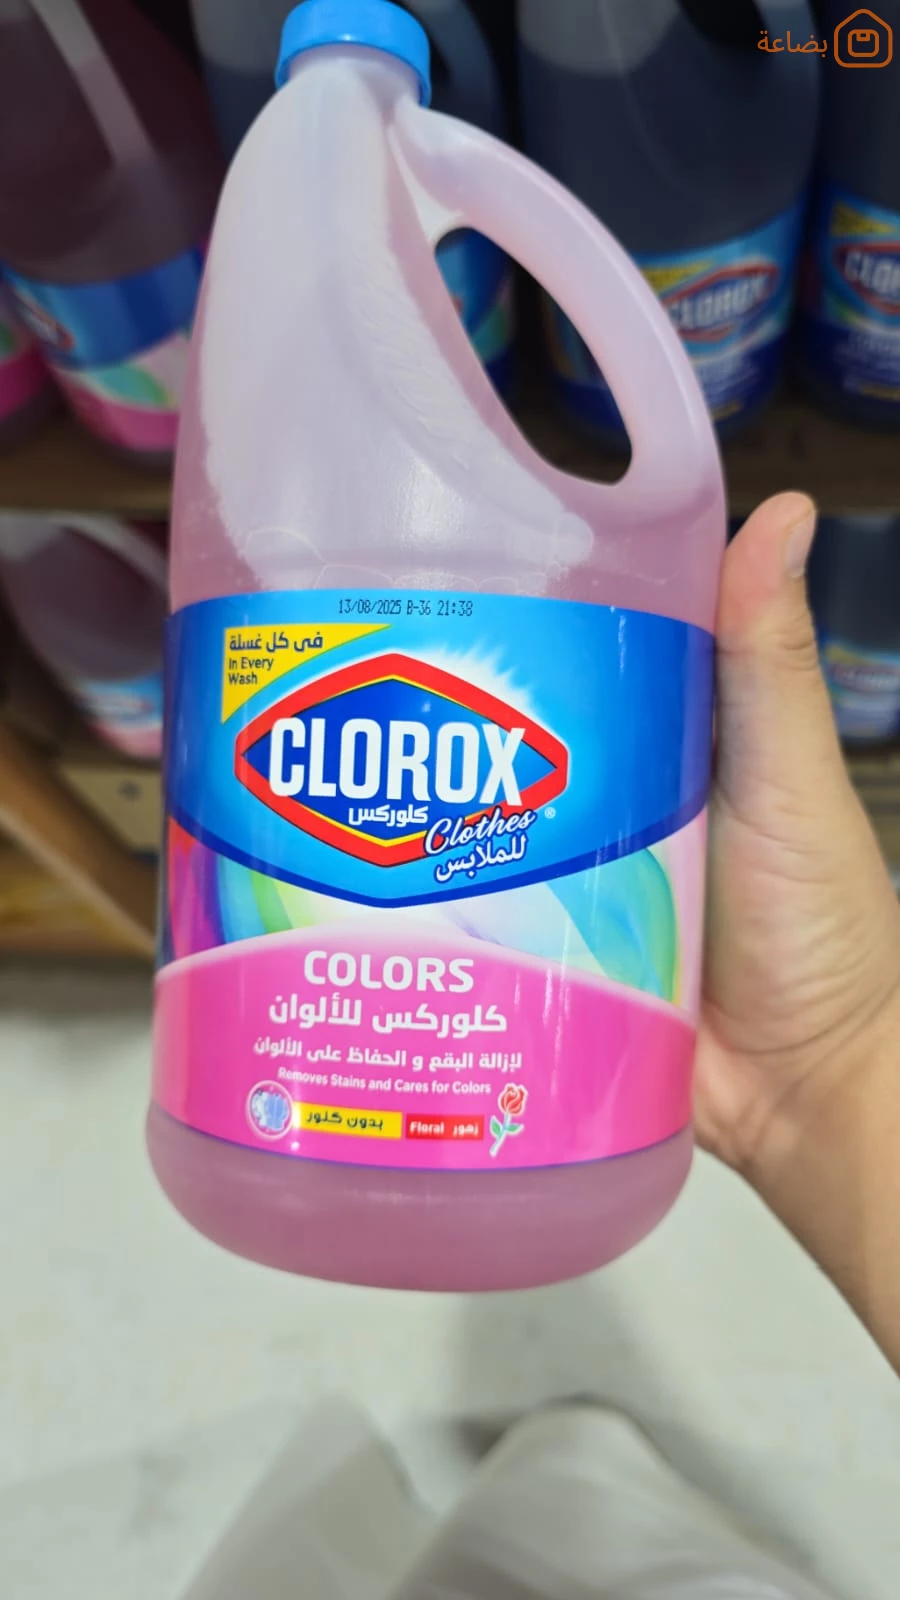 بضاعة
13/08/2025 B-36 21:38
في كل غسلة
In Every
Wash
CLOROX
كلوركس
Clothes
®
للملابس
COLORS
كلوركس للألوان
لإزالة البقع و الحفاظ على الألوان
Removes Stains and Cares for Colors
بدون كلور
Floral زهور
CLOROX